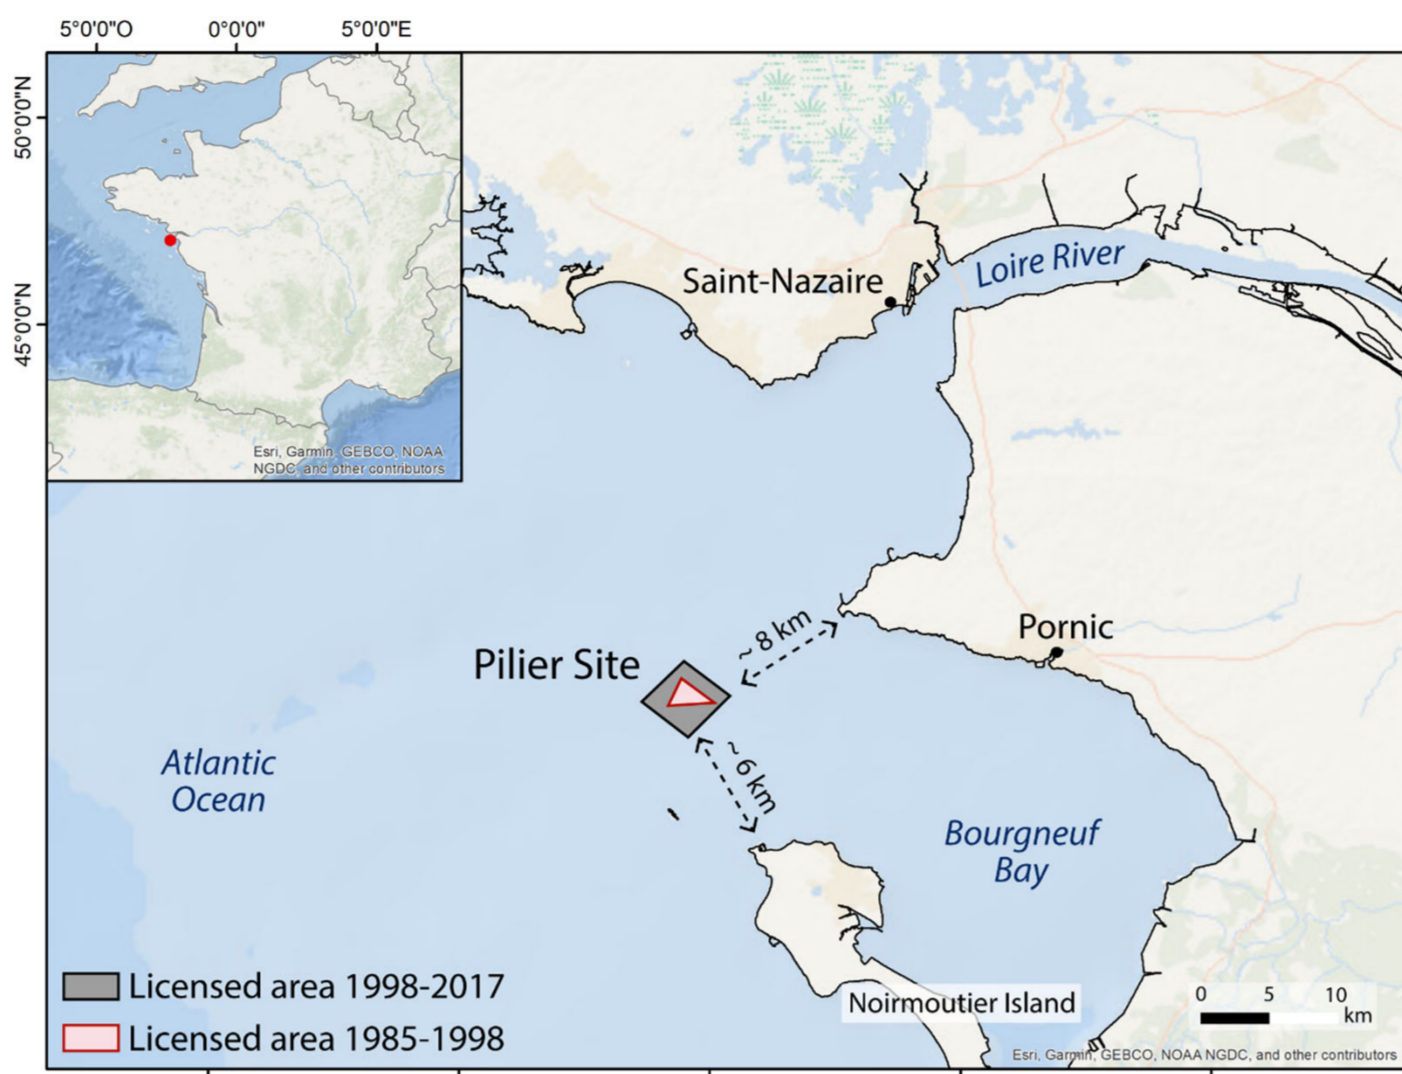 5°0'0"O 0°0'0" 5°0'0"E
50°0'0"N
45°0'0"N
Esri, Garmin, GEBCO, NOAA
NGDC, and other contributors
Saint-Nazaire
Loire River
Pornic
~ 8 km
Pilier Site
~ 6 km
Atlantic
Ocean
Bourgneuf
Bay
Licensed area 1998-2017
Licensed area 1985-1998
Noirmoutier Island
0 5 10
km
Esri, Garmin, GEBCO, NOAA NGDC, and other contributors